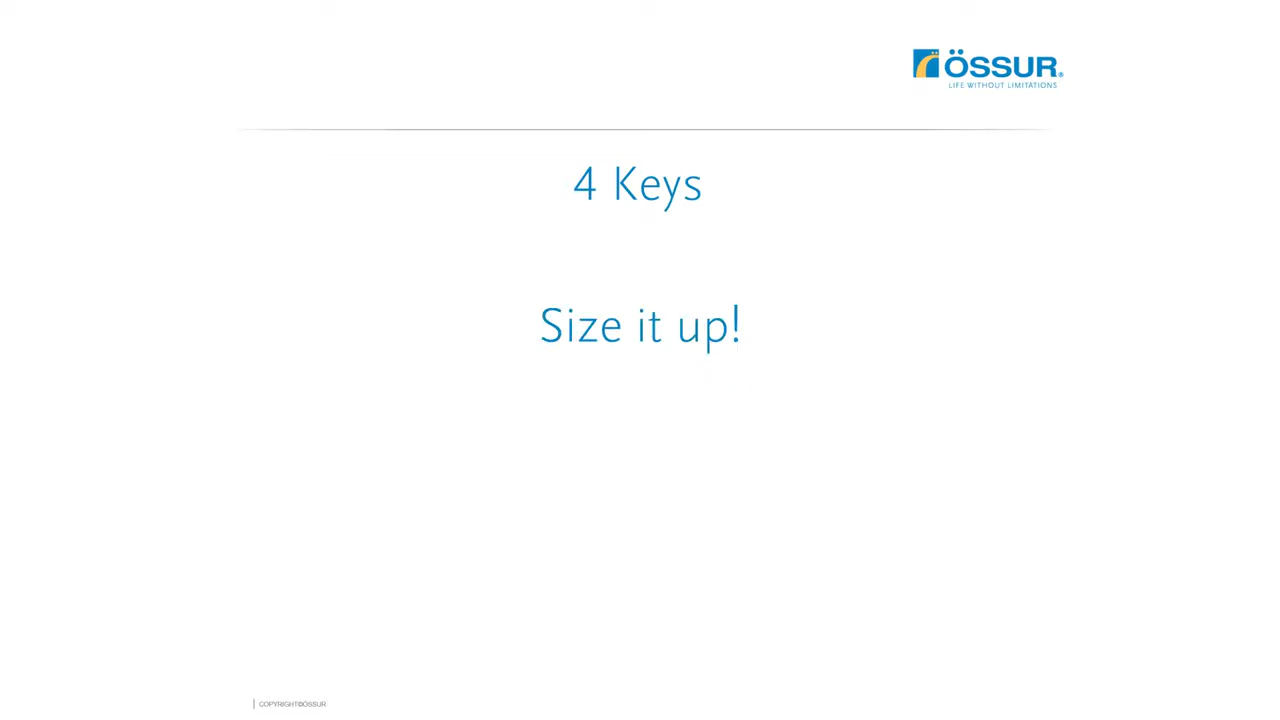 ÖSSUR®
LIFE WITHOUT LIMITATIONS
4 Keys
Size it up!
COPYRIGHT©ÖSSUR